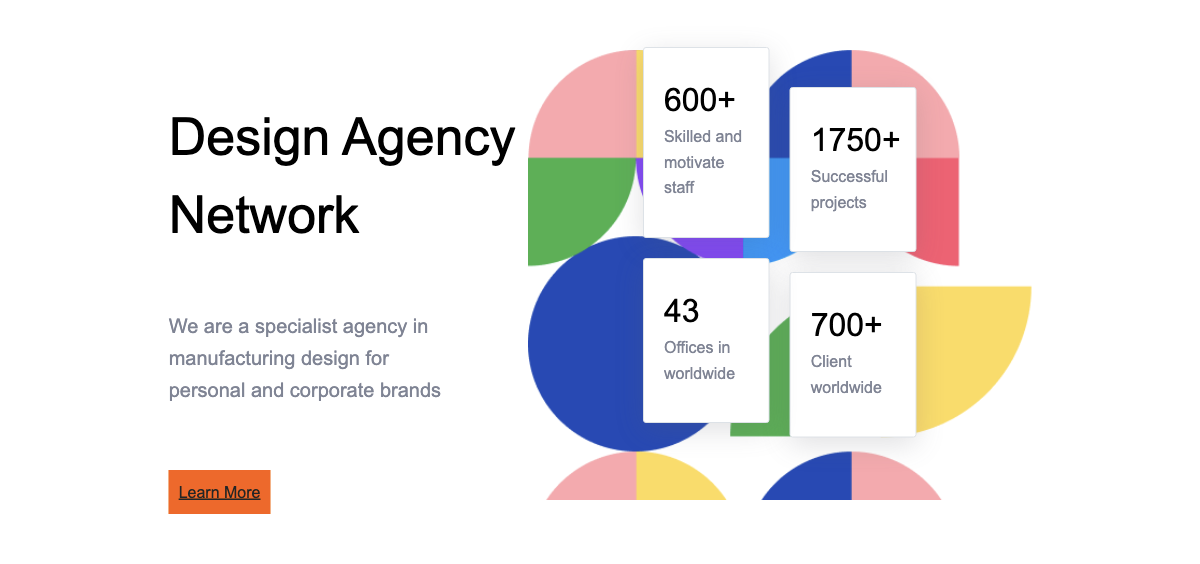 Design Agency
Network
We are a specialist agency in
manufacturing design for
personal and corporate brands
Learn More
600+
Skilled and
motivate
staff
1750+
Successful
projects
43
Offices in
worldwide
700+
Client
worldwide